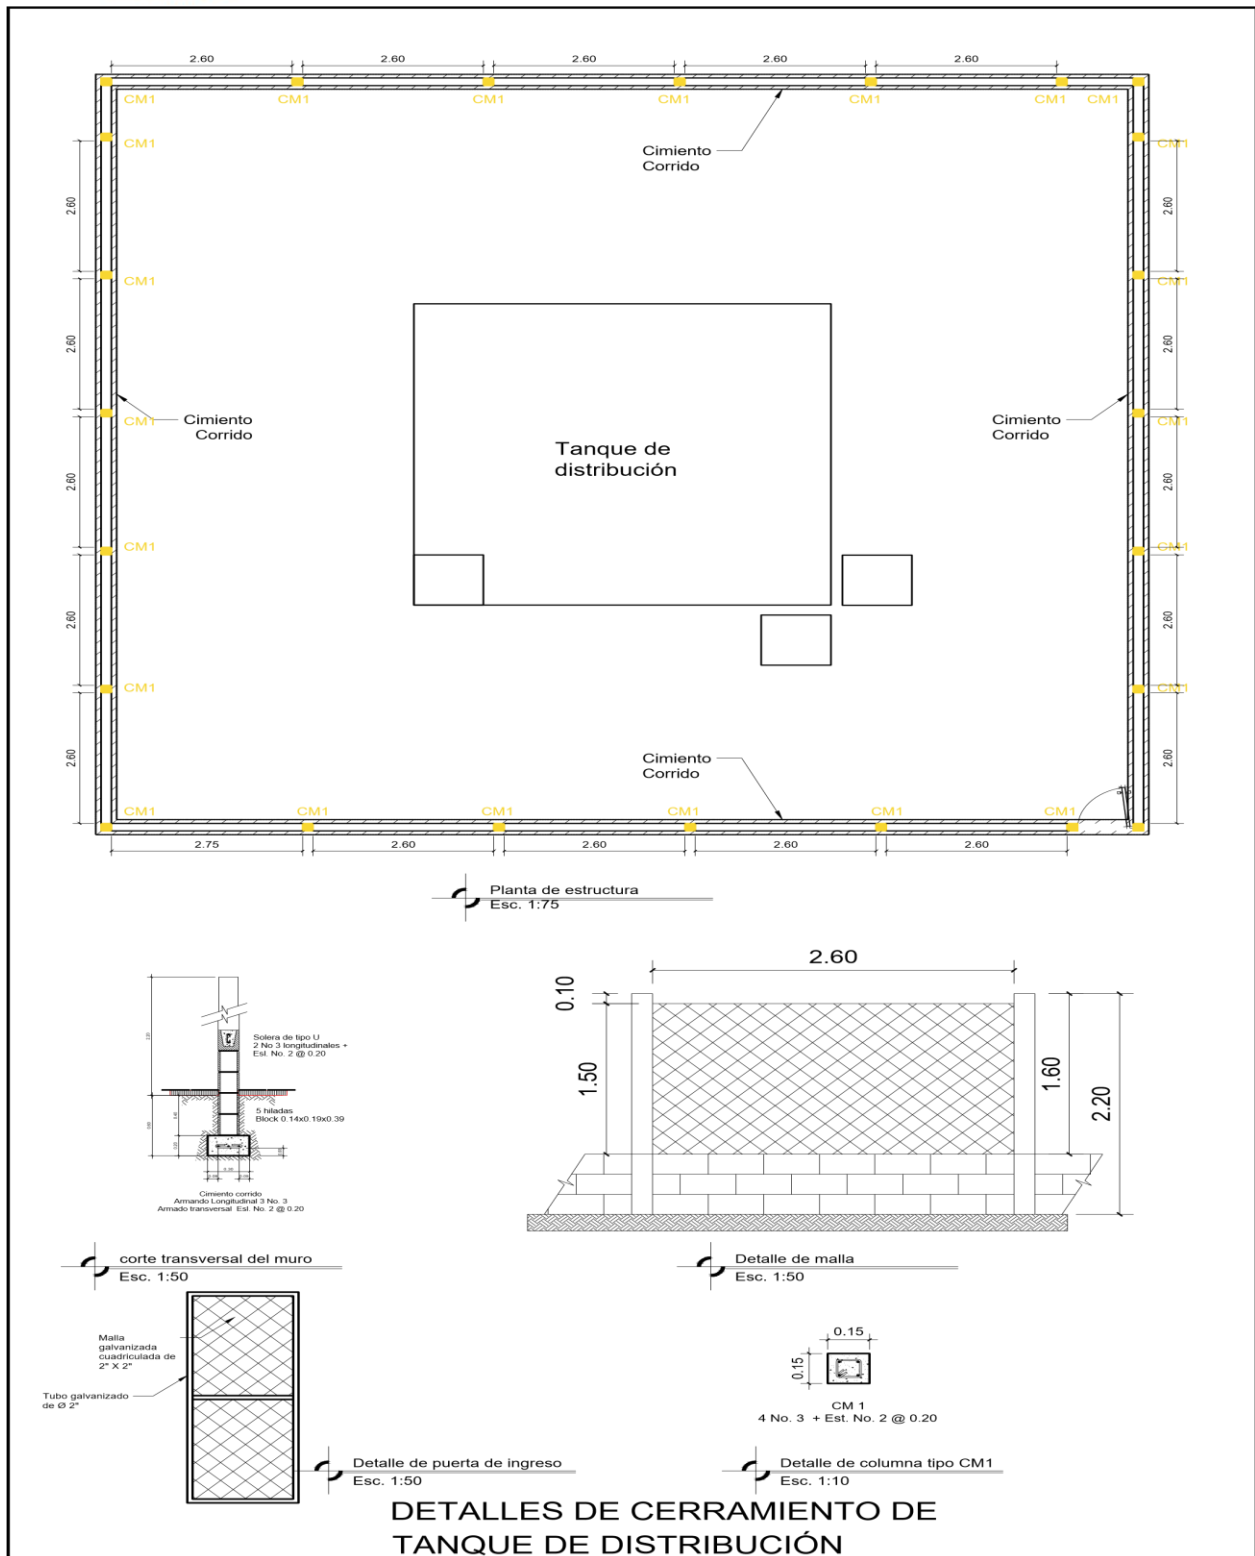 2.60 2.60 2.60 2.60 2.60
CM1 CM1 CM1 CM1 CM1 CM1 CM1
CM1 CM1
Cimiento
Corrido
2.60 2.60
CM1 CM1
2.60 2.60
Cimiento
Corrido
CM1
Cimiento
Corrido
CM1
Tanque de
distribución
2.60 2.60
CM1 CM1
2.60 2.60
CM1 CM1
Cimiento
Corrido
2.60 2.60
CM1 CM1 CM1 CM1 CM1 CM1
2.75 2.60 2.60 2.60 2.60
Planta de estructura
Esc. 1:75
Solera de tipo U
2 No 3 longitudinales +
Esl. No. 2 @ 0.20
5 hiladas
Block 0.14x0.19x0.39
Cimiento corrido
Armando Longitudinal 3 No. 3
Armado transversal Esl. No. 2 @ 0.20
corte transversal del muro
Esc. 1:50
2.60
0.10
1.50
1.60
2.20
Detalle de malla
Esc. 1:50
Malla
galvanizada
cuadriculada de
2" X 2"
Tubo galvanizado
de Ø 2"
Detalle de puerta de ingreso
Esc. 1:50
0.15
0.15
CM 1
4 No. 3 + Est. No. 2 @ 0.20
Detalle de columna tipo CM1
Esc. 1:10
DETALLES DE CERRAMIENTO DE
TANQUE DE DISTRIBUCIÓN